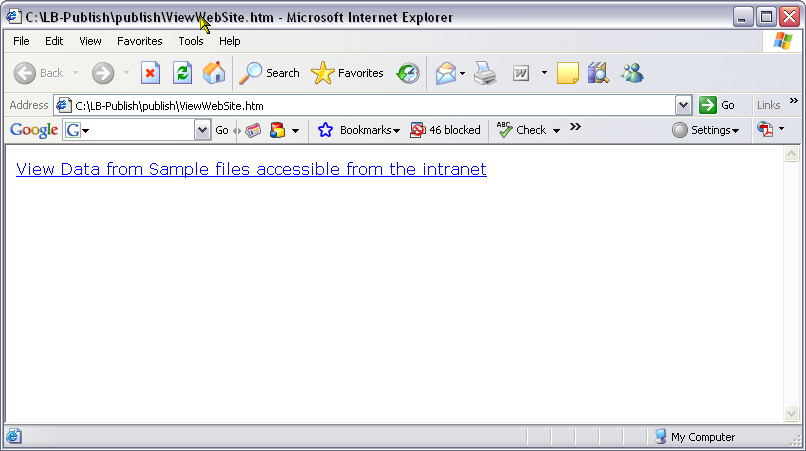 C:\LB-Publish\publish\ViewWebSite.htm - Microsoft Internet Explorer
File Edit View Favorites Tools Help
Back Search Favorites W
Address C:\LB-Publish\publish\ViewWebSite.htm Go Links »
Google G Go Bookmarks 46 blocked ABC Check » Settings
View Data from Sample files accessible from the intranet
My Computer